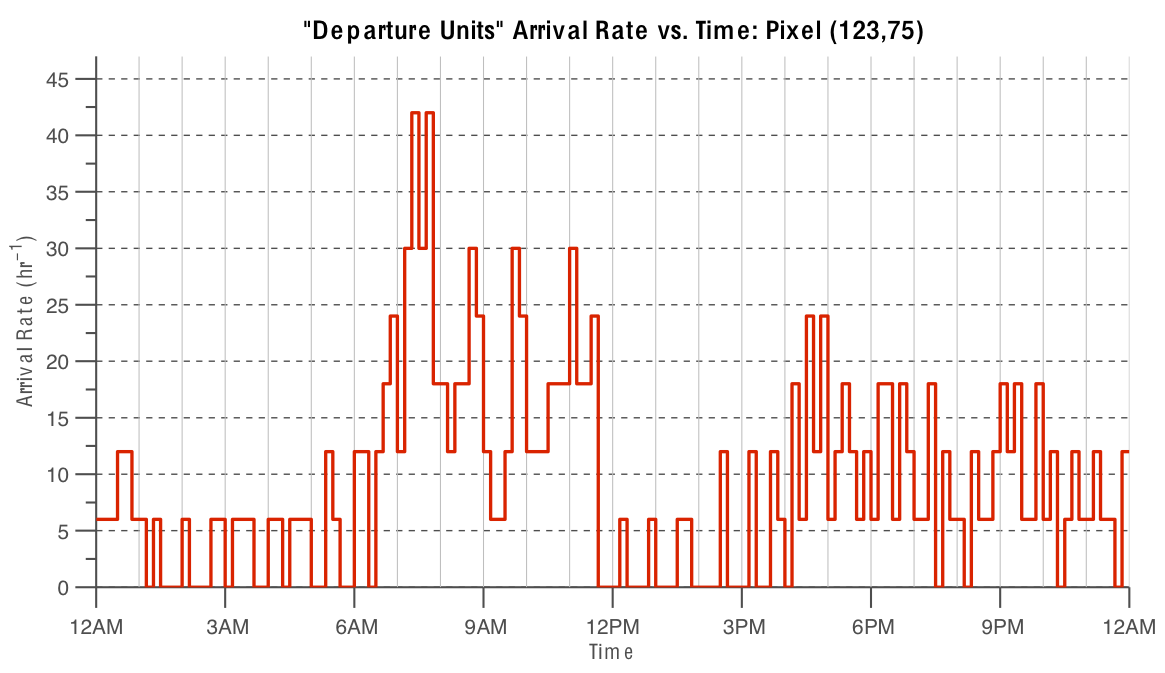 "Departure Units" Arrival Rate vs. Time: Pixel (123,75)
45
40
35
30
25
20
15
10
5
0
Arrival Rate (hr⁻¹)
12AM 3AM 6AM 9AM 12PM 3PM 6PM 9PM 12AM
Time